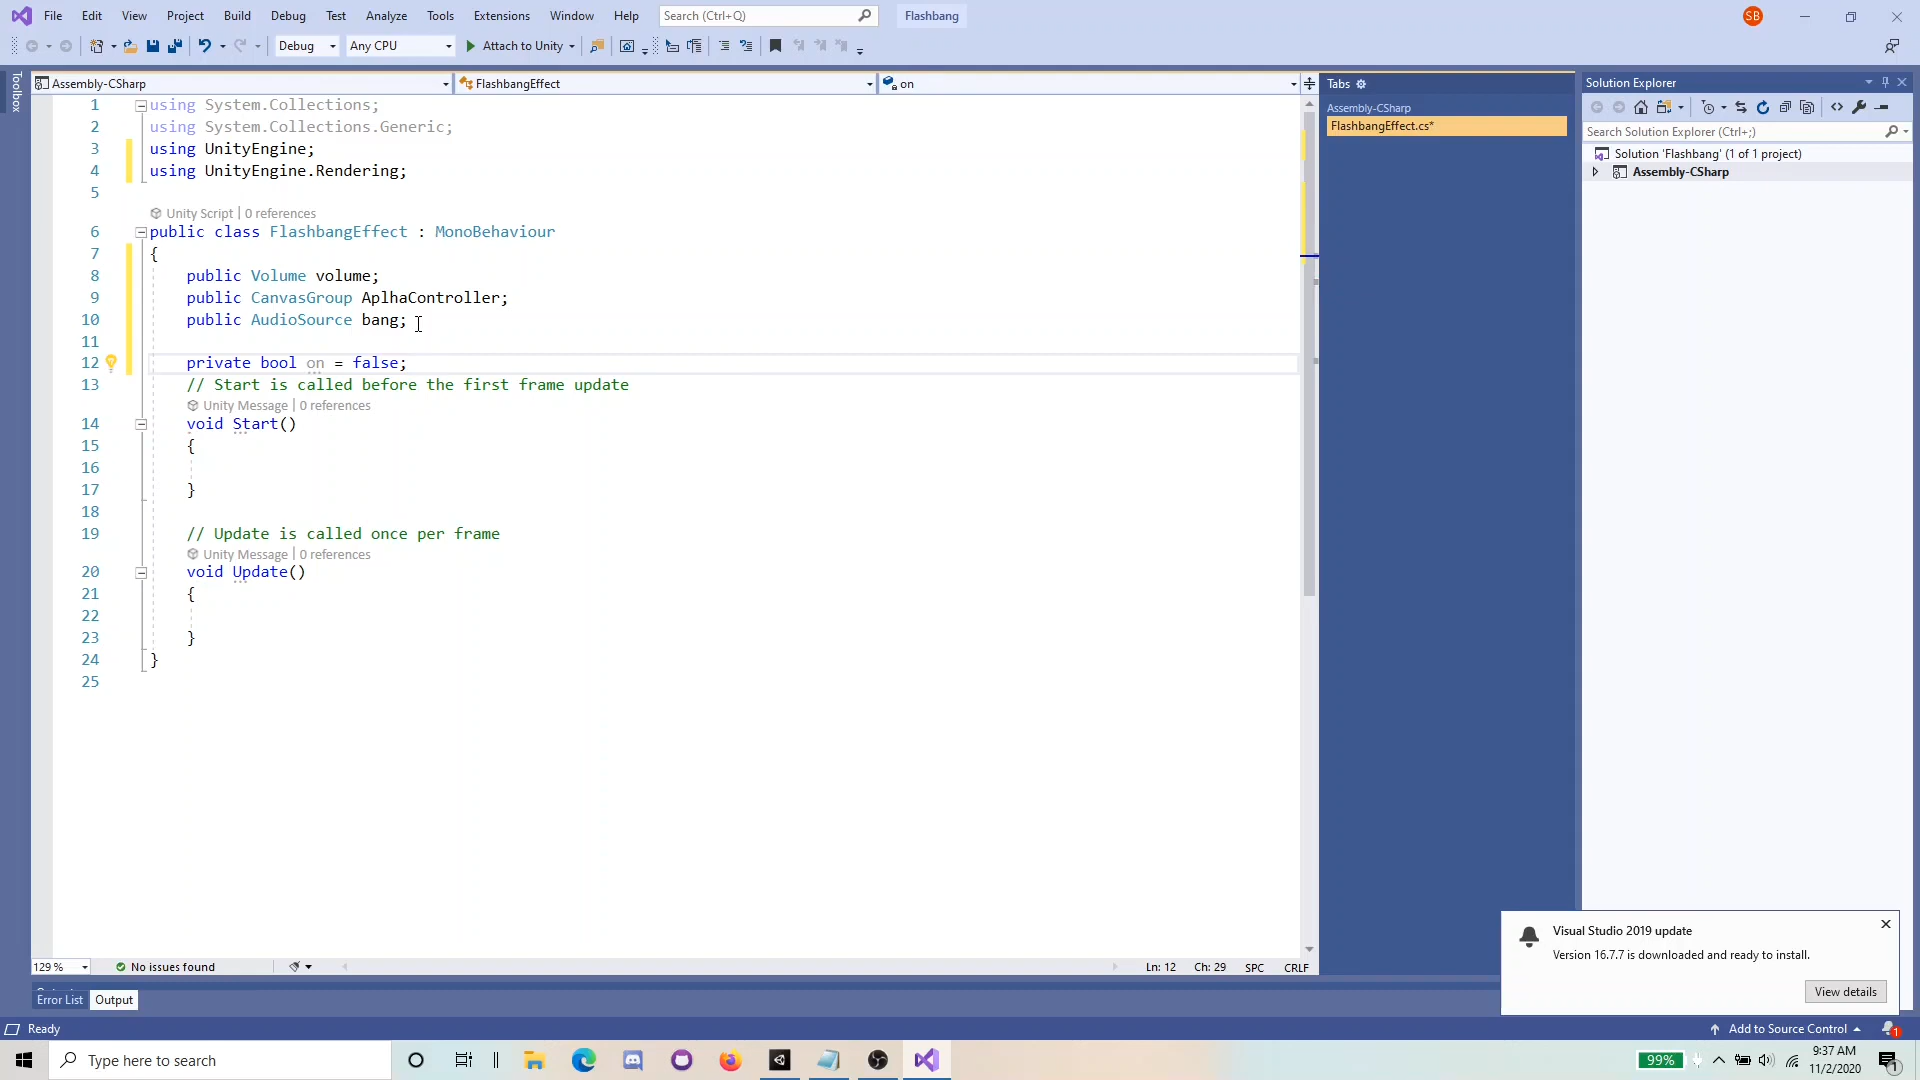 File Edit View Project Build Debug Test Analyze Tools Extensions Window Help Search (Ctrl+Q) Flashbang SB
Debug Any CPU Attach to Unity
Toolbox
Assembly-CSharp FlashbangEffect on
1 using System.Collections;
2 using System.Collections.Generic;
3 using UnityEngine;
4 using UnityEngine.Rendering;
5
Unity Script | 0 references
6 public class FlashbangEffect : MonoBehaviour
7 {
8 public Volume volume;
9 public CanvasGroup AplhaController;
10 public AudioSource bang;
11
12 private bool on = false;
13 // Start is called before the first frame update
Unity Message | 0 references
14 void Start()
15 {
16
17 }
18
19 // Update is called once per frame
Unity Message | 0 references
20 void Update()
21 {
22
23 }
24 }
25
129 % No issues found Ln: 12 Ch: 29 SPC CRLF
Tabs
Assembly-CSharp
FlashbangEffect.cs*
Solution Explorer
Search Solution Explorer (Ctrl+;)
Solution 'Flashbang' (1 of 1 project)
Assembly-CSharp
Visual Studio 2019 update
Version 16.7.7 is downloaded and ready to install.
View details
Error List Output
Ready Add to Source Control 1
Type here to search 99% 9:37 AM
11/2/2020 1